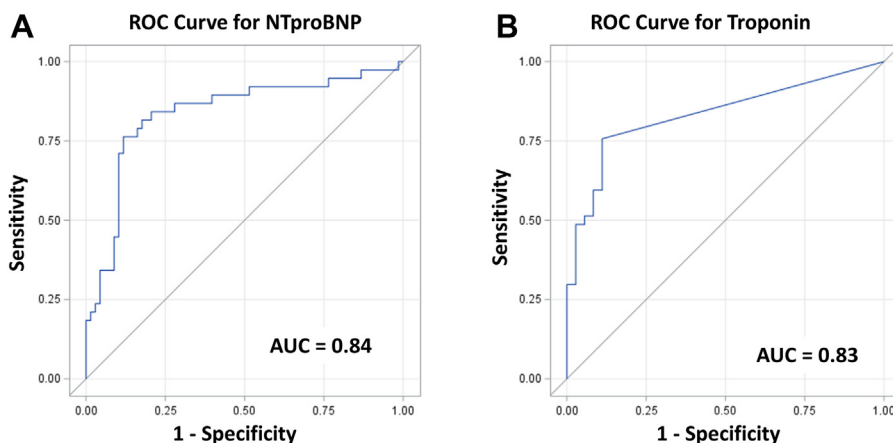 A
ROC Curve for NTproBNP
1.00
0.75
0.50
0.25
0.00
Sensitivity
AUC = 0.84
0.00 0.25 0.50 0.75 1.00
1 - Specificity
B
ROC Curve for Troponin
1.00
0.75
0.50
0.25
0.00
Sensitivity
AUC = 0.83
0.00 0.25 0.50 0.75 1.00
1 - Specificity